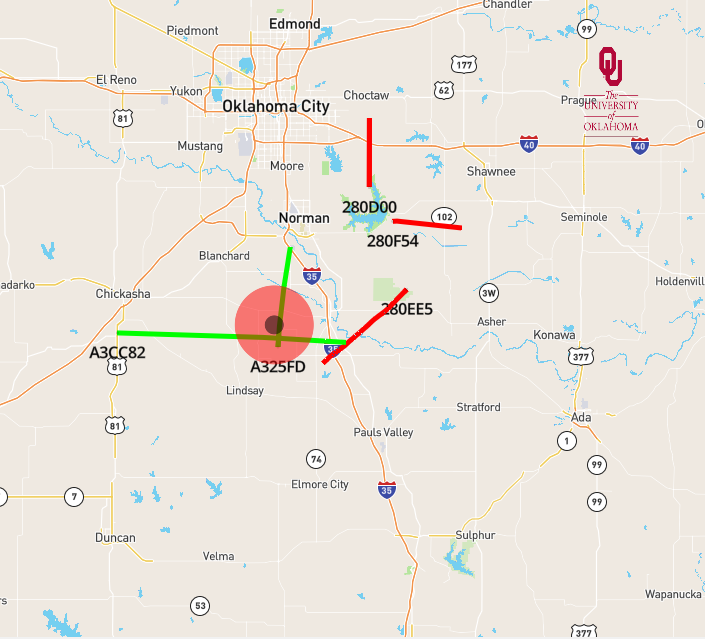 Chandler
Edmond
Piedmont
99
177
El Reno
Yukon
62
Choctaw
Oklahoma City
Prague
OU
The
UNIVERSITY
of
OKLAHOMA
81
Mustang
40
40
Moore
Shawnee
280D00
Norman
102
Seminole
280F54
Blanchard
35
adarko
Chickasha
3W
Holdenvill
280EE5
Asher
Konawa
A3CC82
35
377
81
A325FD
Lindsay
Stratford
Ada
81
Pauls Valley
1
74
99
Elmore City
7
35
99
Duncan
Sulphur
Velma
Wapanucka
rs
53
377